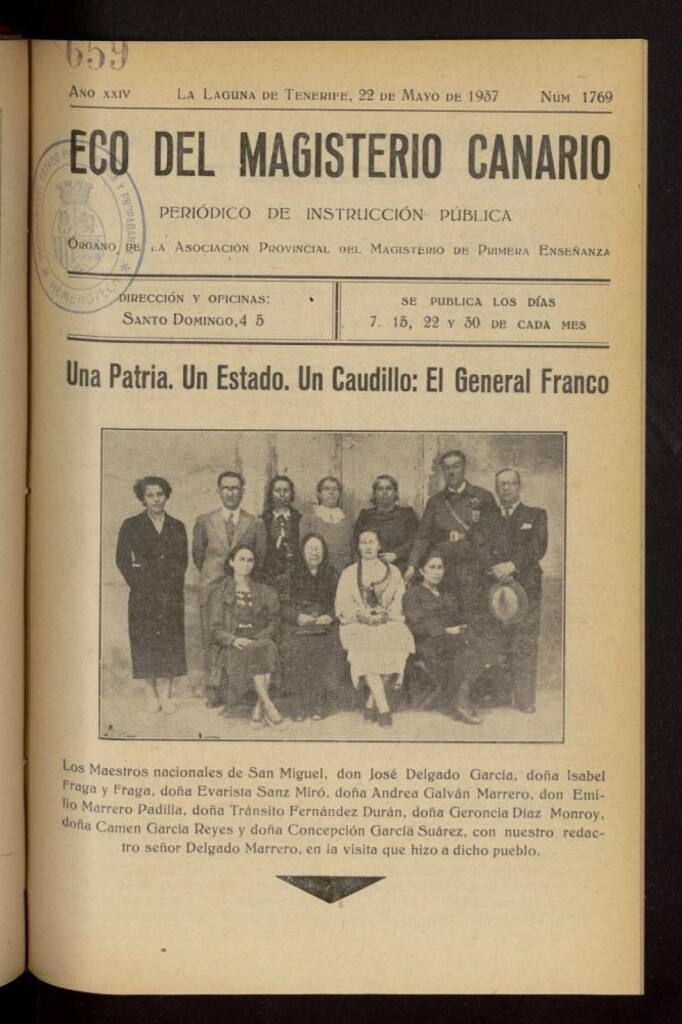 659
AÑO XXIV LA LAGUNA DE TENERIFE, 22 DE MAYO DE 1937 NÚM 1769
ECO DEL MAGISTERIO CANARIO
PERIÓDICO DE INSTRUCCIÓN PÚBLICA
ÓRGANO DE LA ASOCIACIÓN PROVINCIAL DEL MAGISTERIO DE PRIMERA ENSEÑANZA
HEMEROTECA
DIRECCIÓN Y OFICINAS:
SANTO DOMINGO,4 5
SE PUBLICA LOS DÍAS
7. 15, 22 Y 30 DE CADA MES
Una Patria. Un Estado. Un Caudillo: El General Franco
Los Maestros nacionales de San Miguel, don José Delgado García, doña Isabel
Fraga y Fraga, doña Evarista Sanz Miró, doña Andrea Galván Marrero, don Emi-
lio Marrero Padilla, doña Tránsito Fernández Durán, doña Geroncia Díaz Monroy,
doña Camen García Reyes y doña Concepción García Suárez, con nuestro redac-
tro señor Delgado Marrero, en la visita que hizo a dicho pueblo.